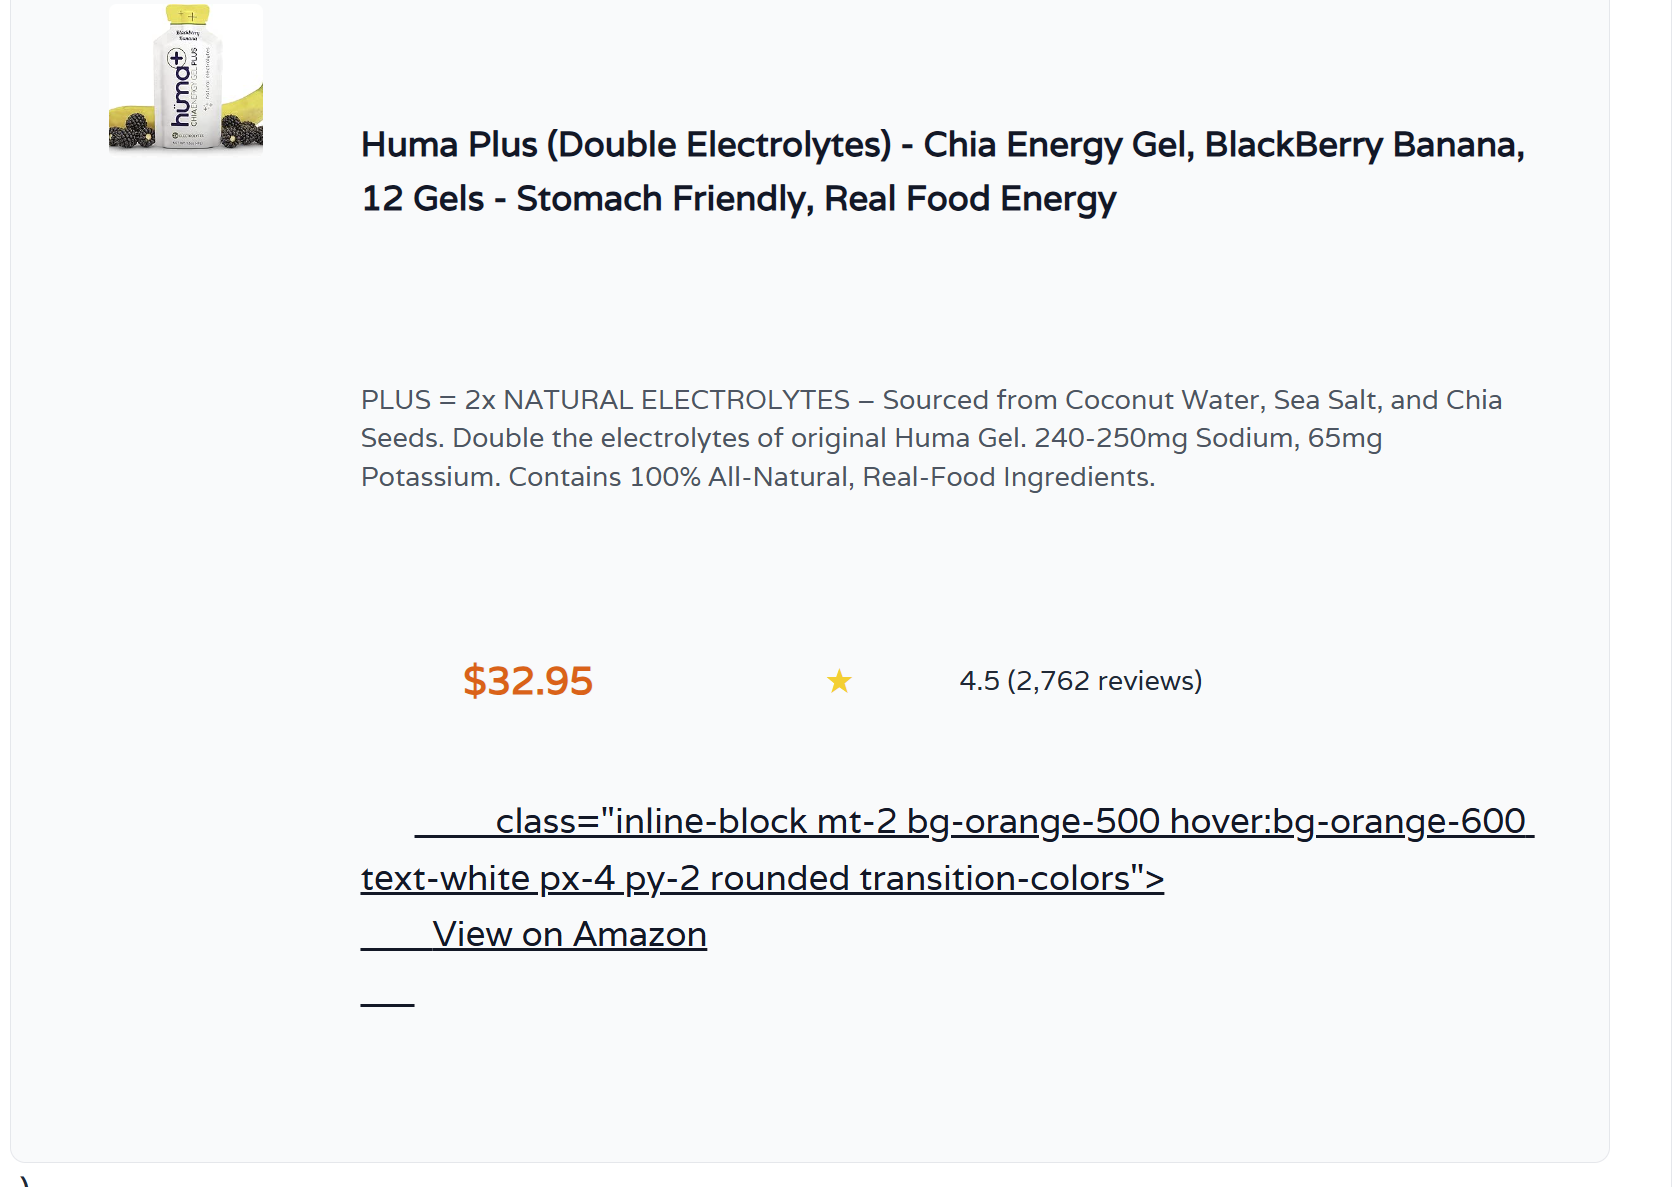 Blackberry
Banana
hüma+
CHIA ENERGY GEL PLUS
Huma Plus (Double Electrolytes) - Chia Energy Gel, BlackBerry Banana,
12 Gels - Stomach Friendly, Real Food Energy
PLUS = 2x NATURAL ELECTROLYTES – Sourced from Coconut Water, Sea Salt, and Chia
Seeds. Double the electrolytes of original Huma Gel. 240-250mg Sodium, 65mg
Potassium. Contains 100% All-Natural, Real-Food Ingredients.
$32.95 ★ 4.5 (2,762 reviews)
class="inline-block mt-2 bg-orange-500 hover:bg-orange-600
text-white px-4 py-2 rounded transition-colors">
View on Amazon
)